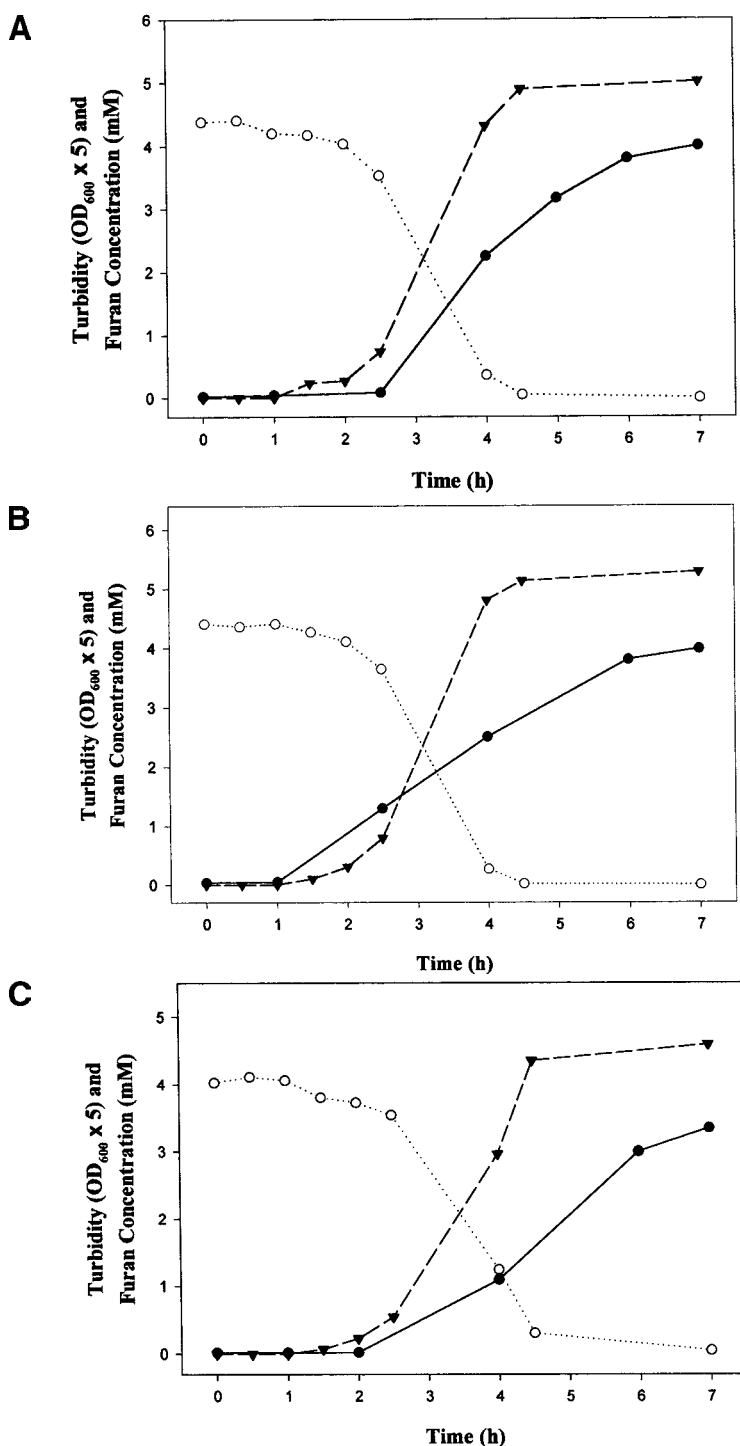 A
Turbidity (OD600 x 5) and
Furan Concentration (mM)
6
5
4
3
2
1
0
0 1 2 3 4 5 6 7
Time (h)
B
Turbidity (OD600 x 5) and
Furan Concentration (mM)
6
5
4
3
2
1
0
0 1 2 3 4 5 6 7
Time (h)
C
Turbidity (OD600 x 5) and
Furan Concentration (mM)
5
4
3
2
1
0
0 1 2 3 4 5 6 7
Time (h)